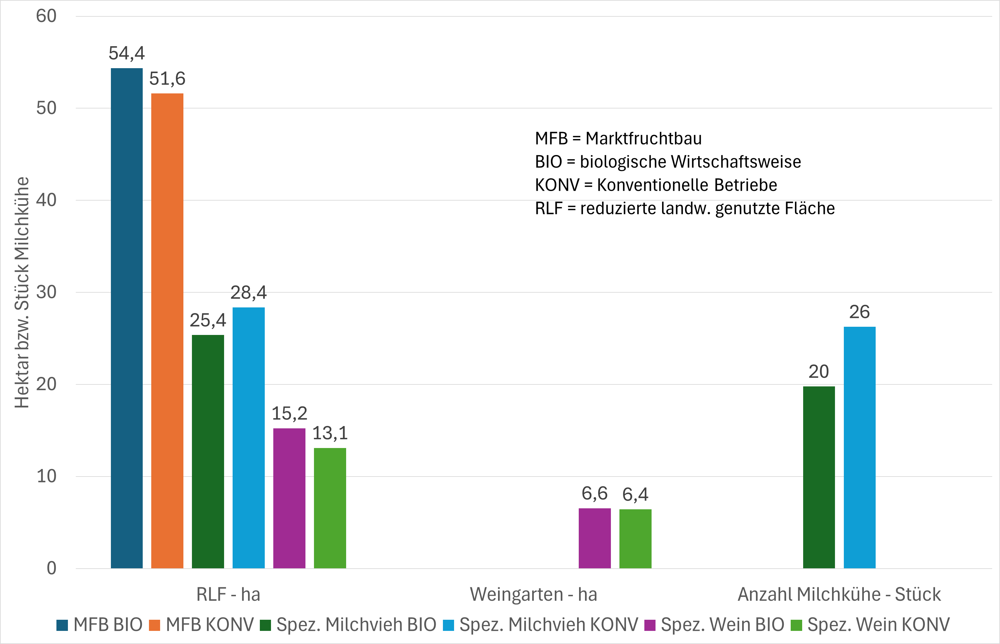 60
54,4
51,6
50
MFB = Marktfruchtbau
BIO = biologische Wirtschaftsweise
KONV = Konventionelle Betriebe
40
RLF = reduzierte landw. genutzte Fläche
Hektar bzw. Stück Milchkühe
30
28,4
25,4
26
20
20
15,2
13,1
10
6,6
6,4
0
RLF - ha
Weingarten - ha
Anzahl Milchkühe - Stück
MFB BIO MFB KONV Spez. Milchvieh BIO Spez. Milchvieh KONV Spez. Wein BIO Spez. Wein KONV